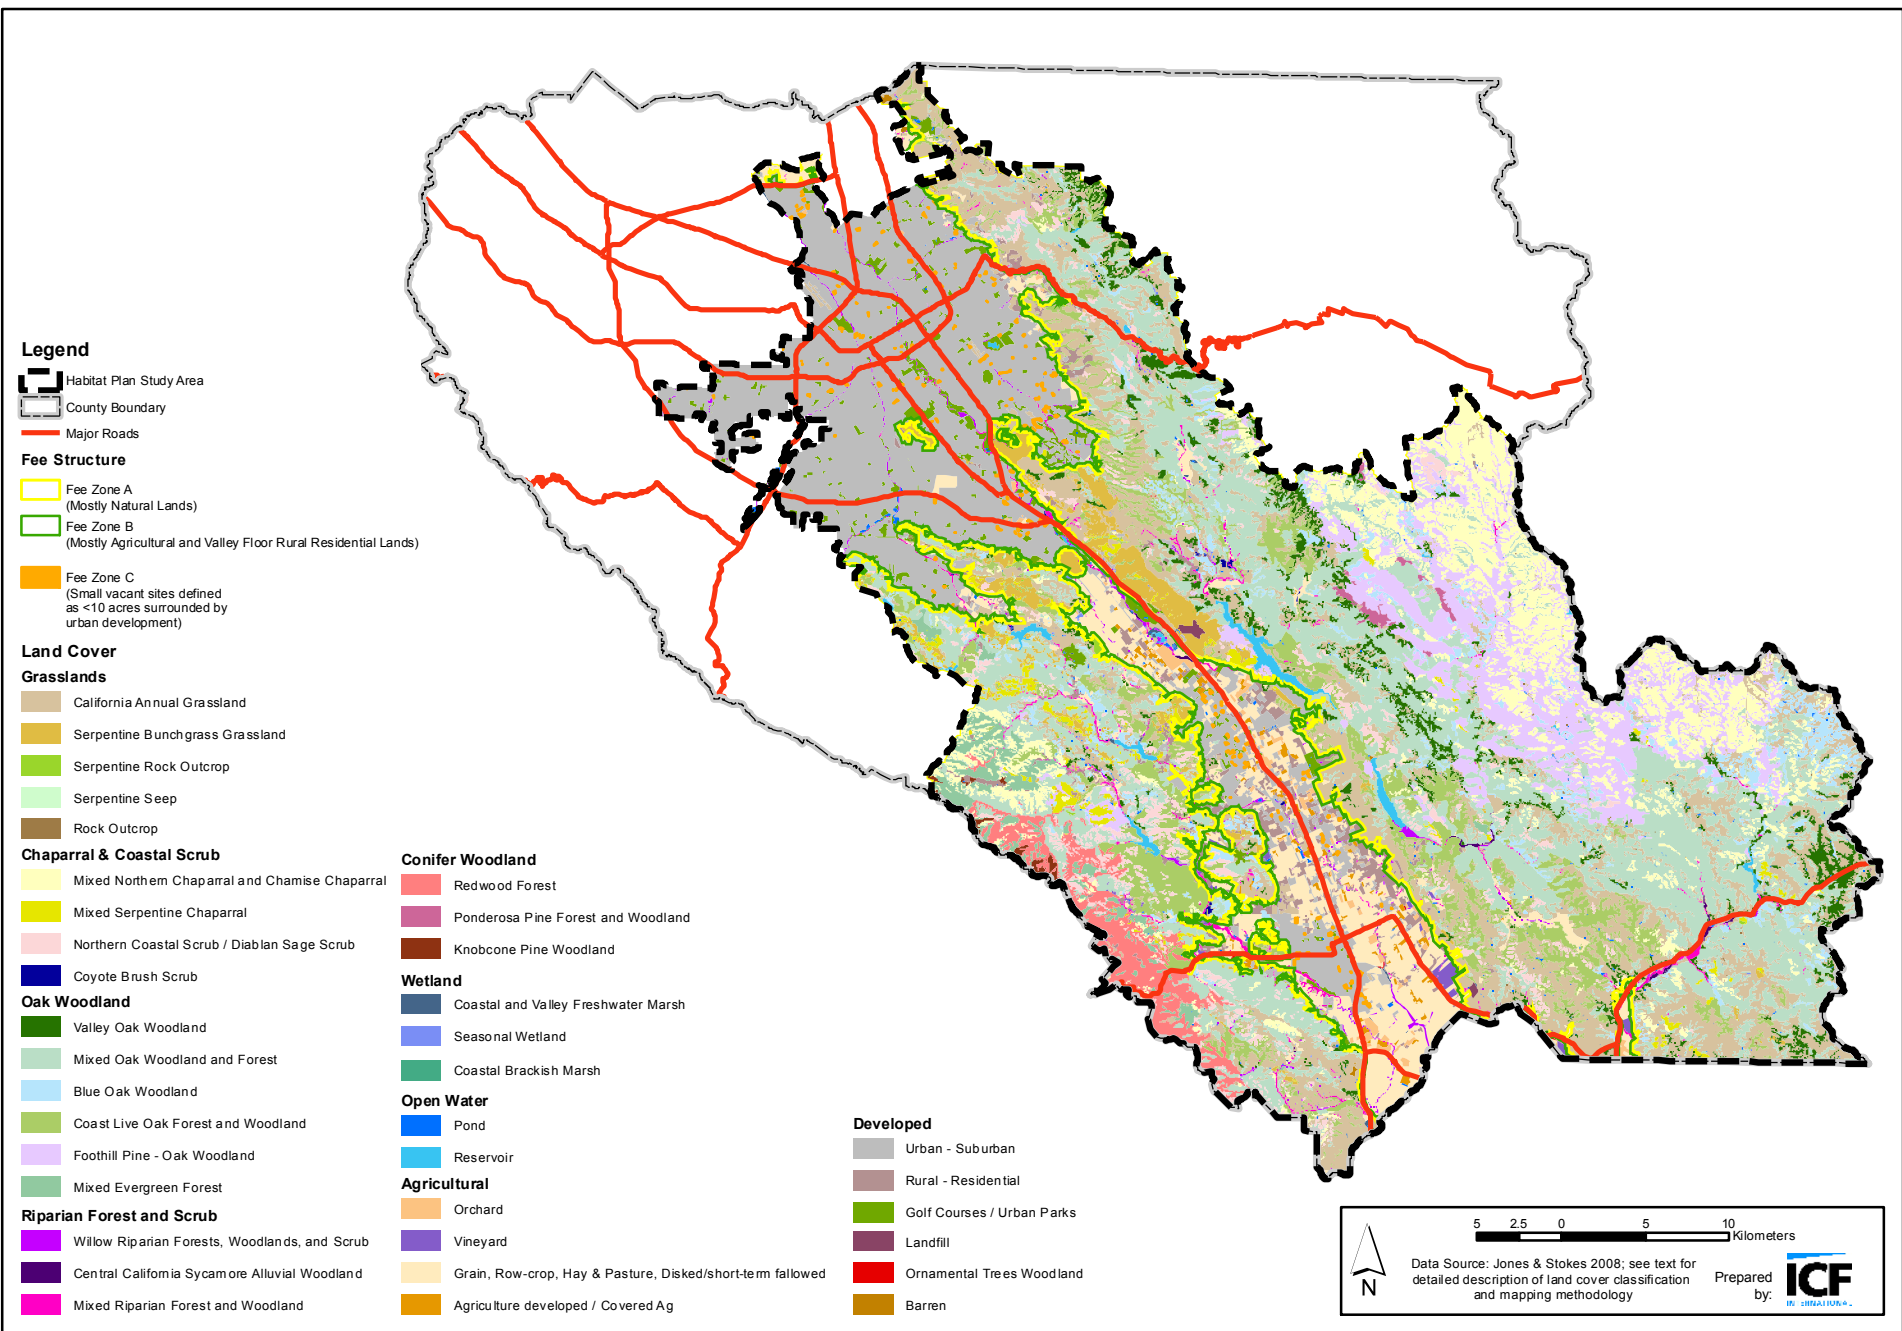 Legend
Habitat Plan Study Area
County Boundary
Major Roads
Fee Structure
Fee Zone A
(Mostly Natural Lands)
Fee Zone B
(Mostly Agricultural and Valley Floor Rural Residential Lands)
Fee Zone C
(Small vacant sites defined
as <10 acres surrounded by
urban development)
Land Cover
Grasslands
California Annual Grassland
Serpentine Bunchgrass Grassland
Serpentine Rock Outcrop
Serpentine Seep
Rock Outcrop
Chaparral & Coastal Scrub
Mixed Northern Chaparral and Chamise Chaparral
Mixed Serpentine Chaparral
Northern Coastal Scrub / Diablan Sage Scrub
Coyote Brush Scrub
Oak Woodland
Valley Oak Woodland
Mixed Oak Woodland and Forest
Blue Oak Woodland
Coast Live Oak Forest and Woodland
Foothill Pine - Oak Woodland
Mixed Evergreen Forest
Riparian Forest and Scrub
Willow Riparian Forests, Woodlands, and Scrub
Central California Sycamore Alluvial Woodland
Mixed Riparian Forest and Woodland
Conifer Woodland
Redwood Forest
Ponderosa Pine Forest and Woodland
Knobcone Pine Woodland
Wetland
Coastal and Valley Freshwater Marsh
Seasonal Wetland
Coastal Brackish Marsh
Open Water
Pond
Reservoir
Agricultural
Orchard
Vineyard
Grain, Row-crop, Hay & Pasture, Disked/short-term fallowed
Agriculture developed / Covered Ag
Developed
Urban - Suburban
Rural - Residential
Golf Courses / Urban Parks
Landfill
Ornamental Trees Woodland
Barren
N
5 2.5 0 5 10
Kilometers
Data Source: Jones & Stokes 2008; see text for
detailed description of land cover classification
and mapping methodology
Prepared
by:
ICF
INTERNATIONAL